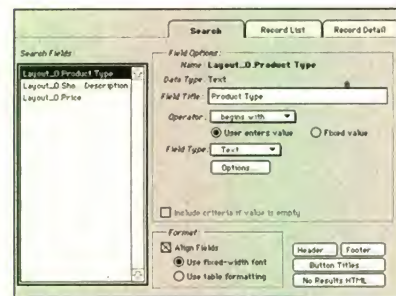 Search Record List Record Detail
Search Fields:
Layout_0.Product Type
Layout_0.Sho Description
Layout_0.Price
Field Options:
Name: Layout_0.Product Type
Data Type: Text
Field Title: Product Type
Operator: begins with
User enters value Fixed value
Field Type: Text
Options...
Include criteria if value is empty
Format:
Align Fields
Use fixed-width font
Use table formatting
Header Footer
Button Titles...
No Results HTML